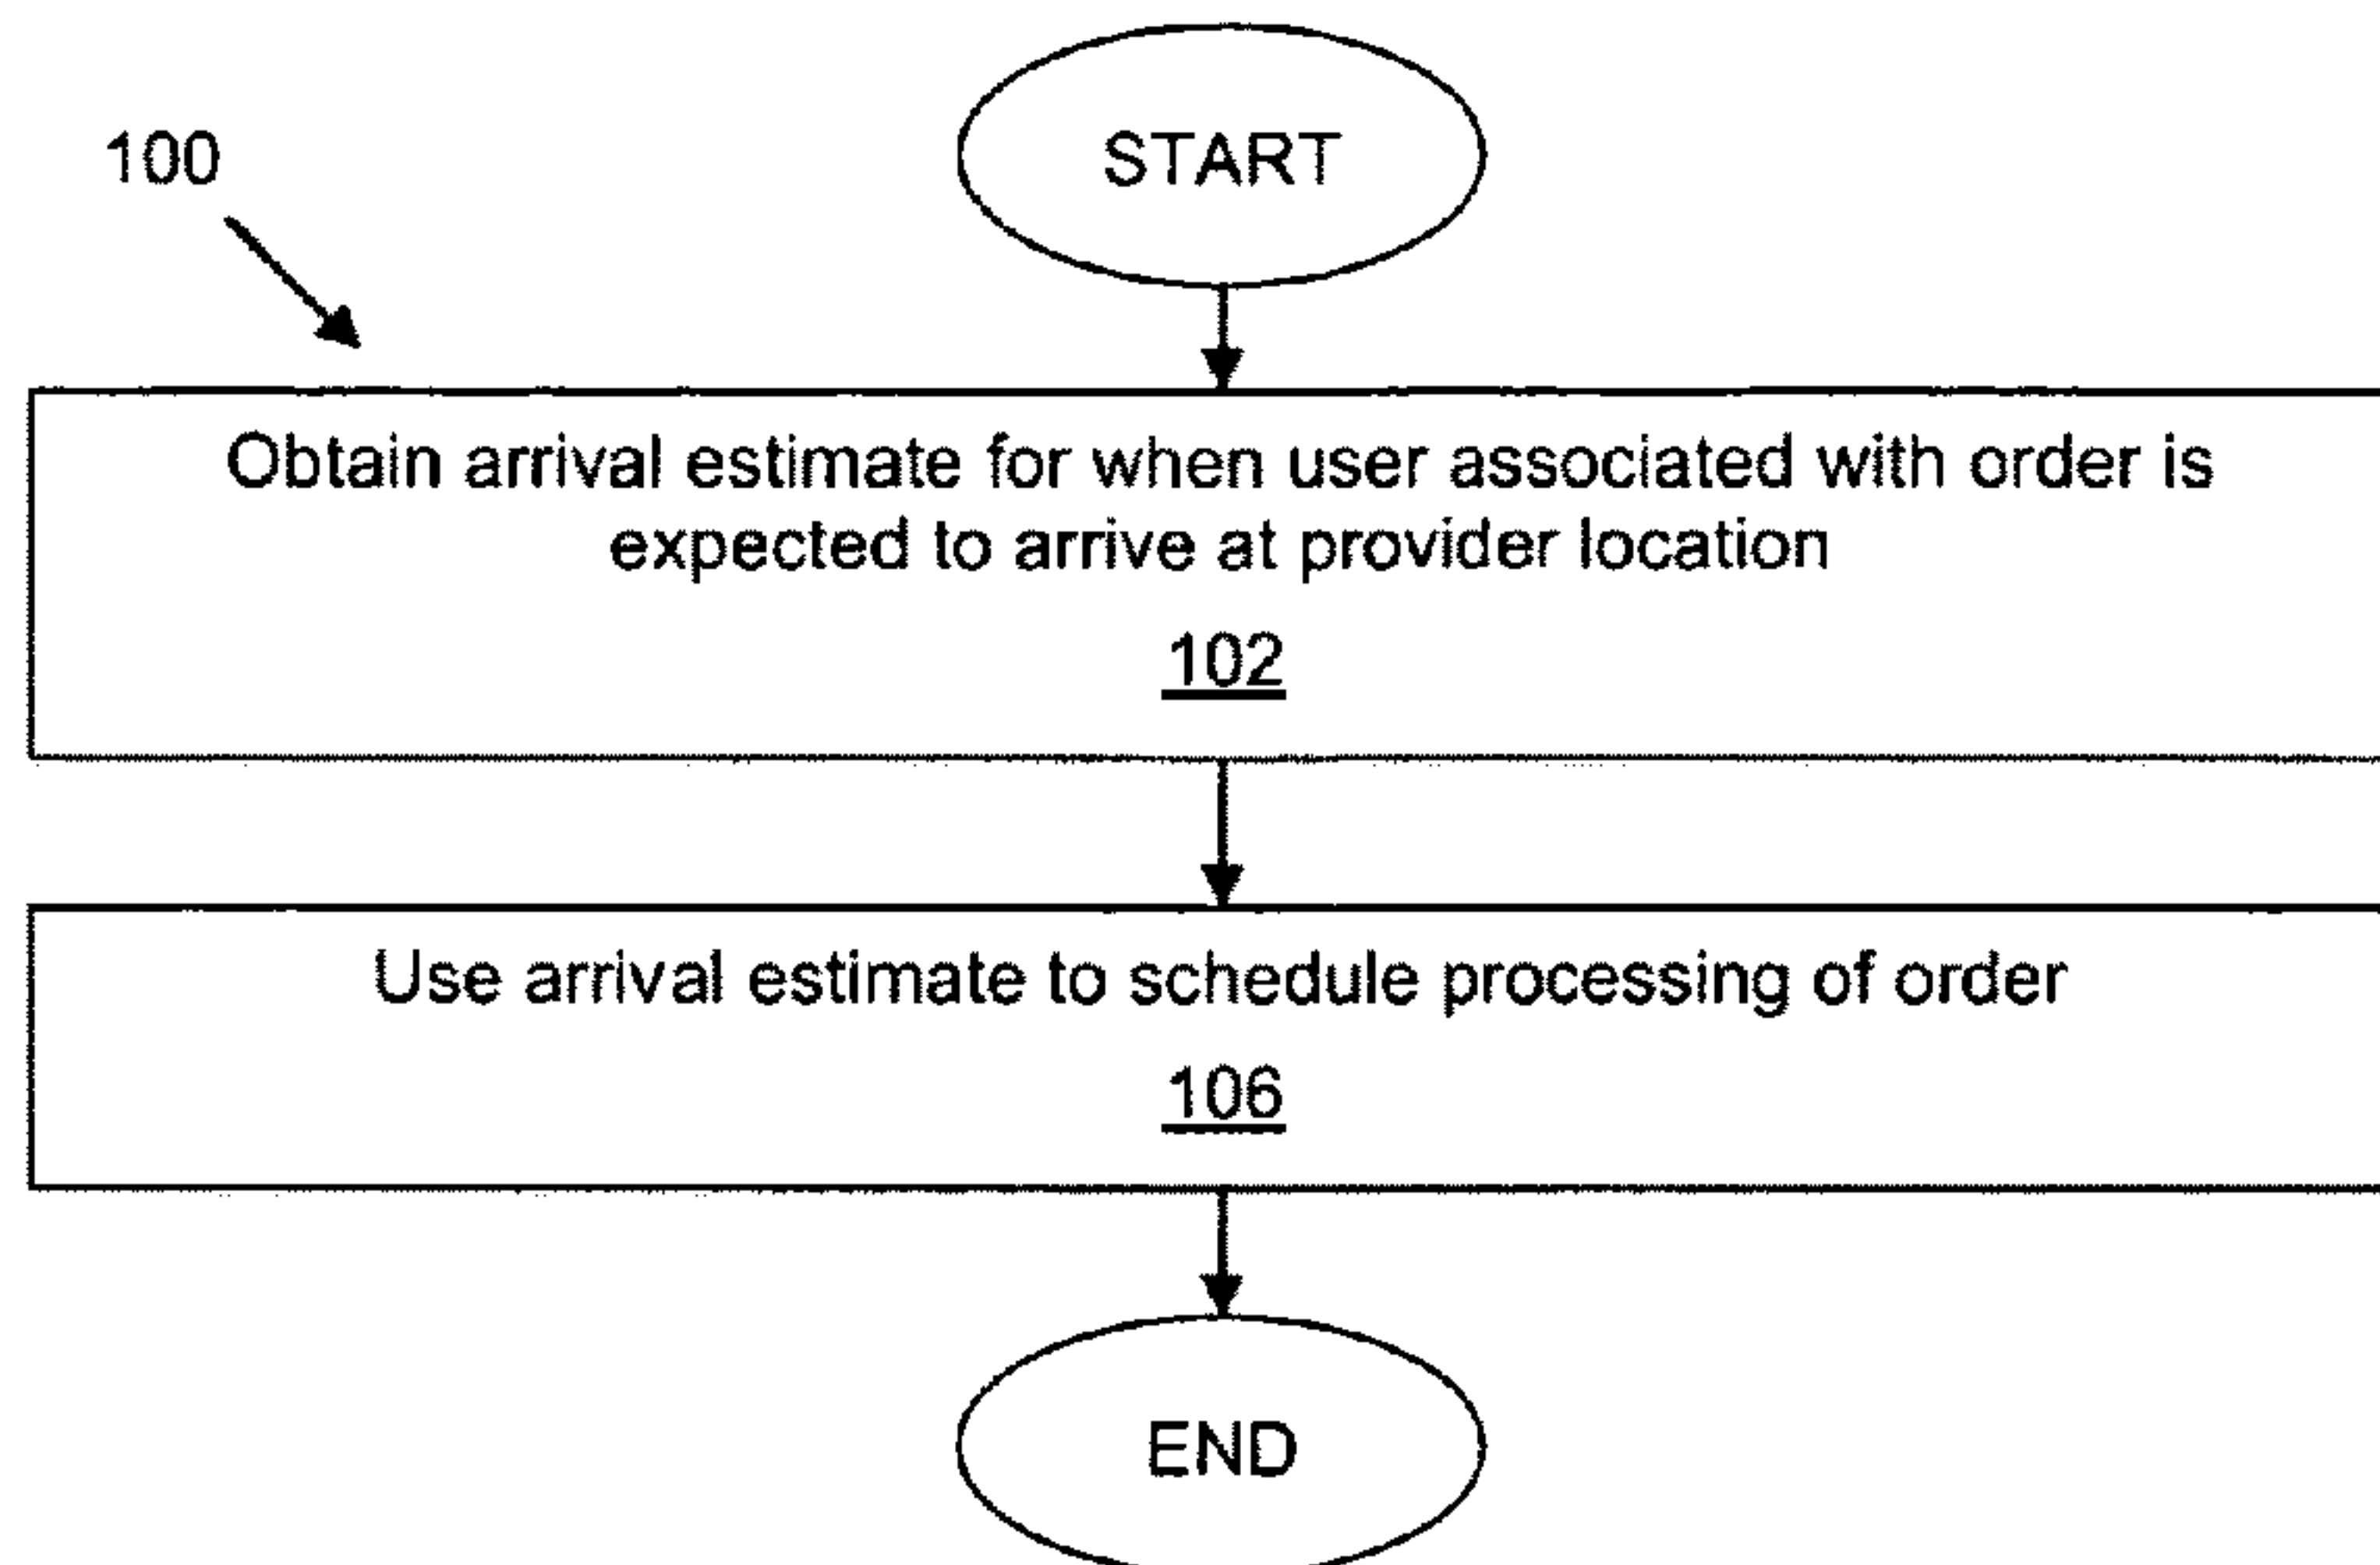 START
100
Obtain arrival estimate for when user associated with order is
expected to arrive at provider location
102
Use arrival estimate to schedule processing of order
106
END